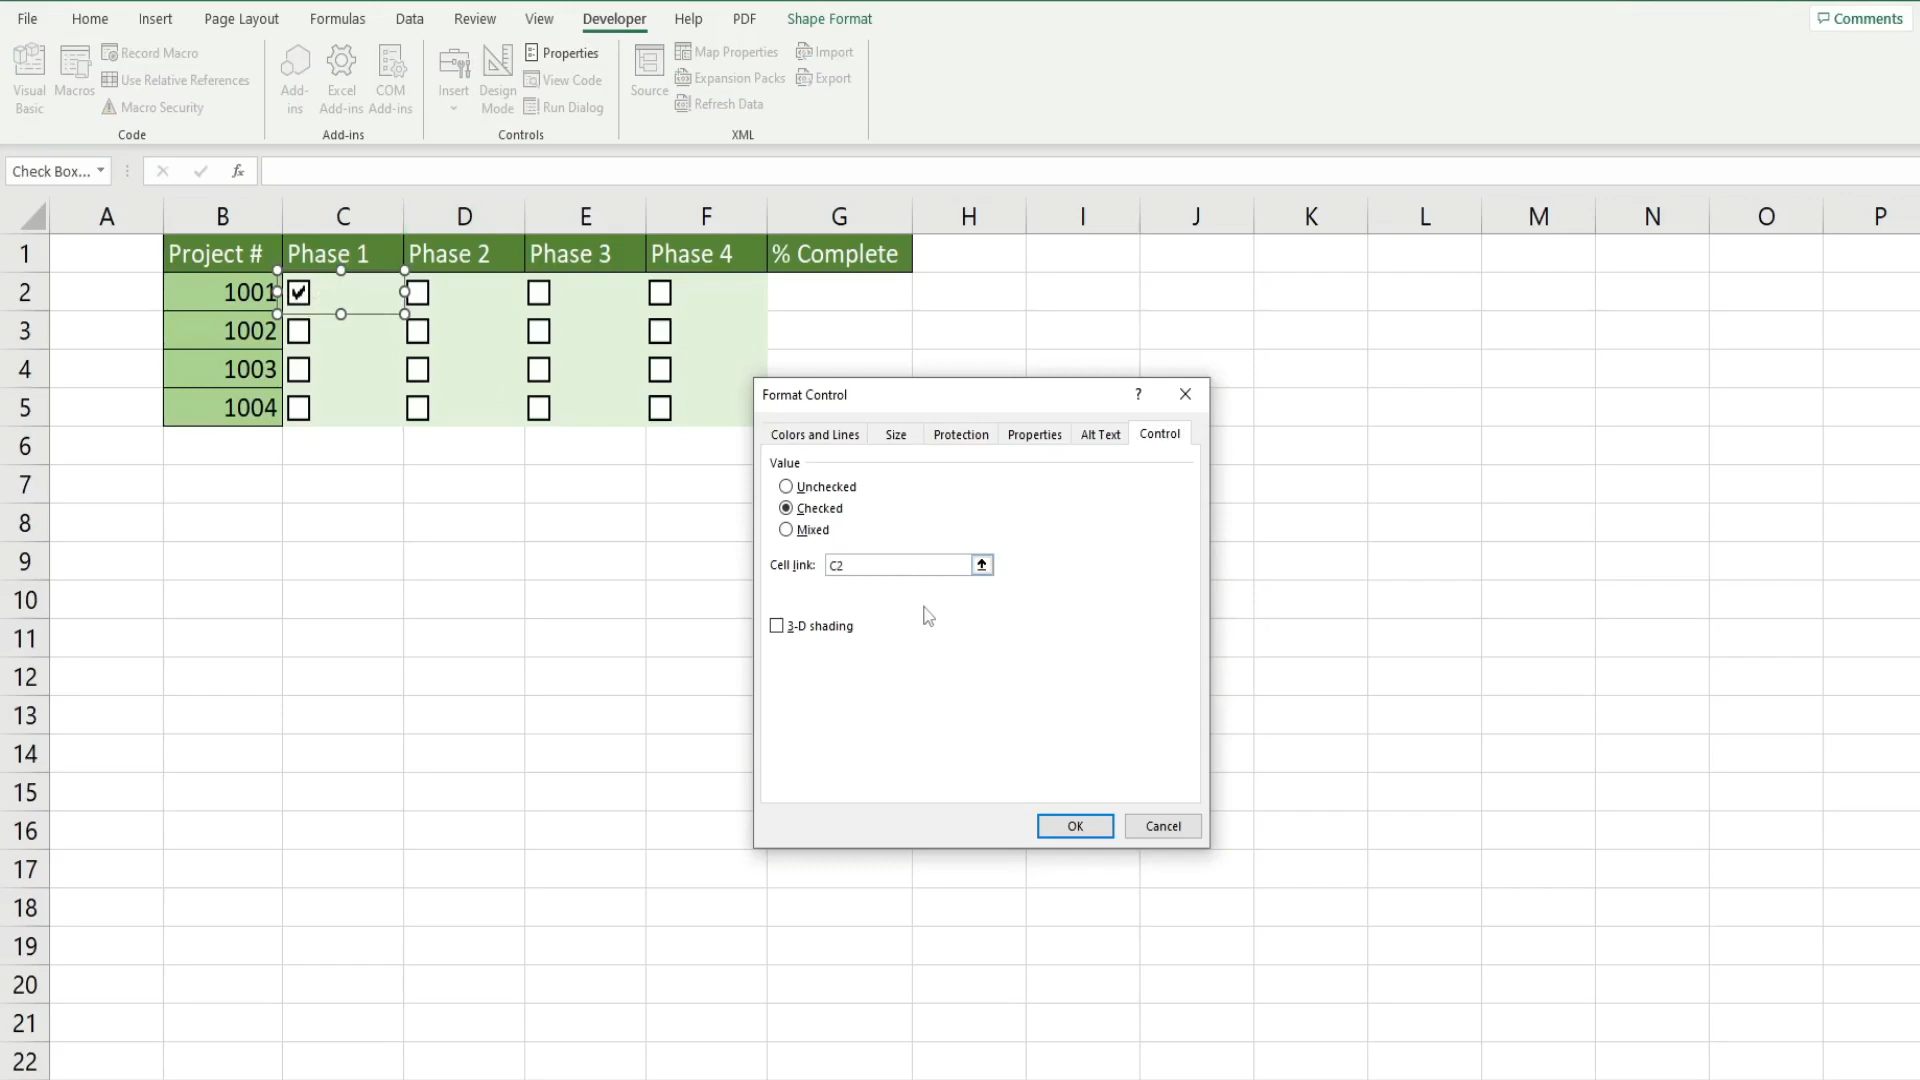 File Home Insert Page Layout Formulas Data Review View Developer Help PDF Shape Format Comments
Visual Basic
Macros
Record Macro
Use Relative References
Macro Security
Code
Add-ins
Excel Add-ins
COM Add-ins
Add-ins
Insert
Design Mode
Properties
View Code
Run Dialog
Controls
Source
Map Properties
Expansion Packs
Refresh Data
Import
Export
XML
Check Box... fx
A B C D E F G H I J K L M N O P
1 Project # Phase 1 Phase 2 Phase 3 Phase 4 % Complete
2 1001
3 1002
4 1003
5 1004
6
7
8
9
10
11
12
13
14
15
16
17
18
19
20
21
22
Format Control ?
Colors and Lines Size Protection Properties Alt Text Control
Value
Unchecked
Checked
Mixed
Cell link: C2
3-D shading
OK Cancel